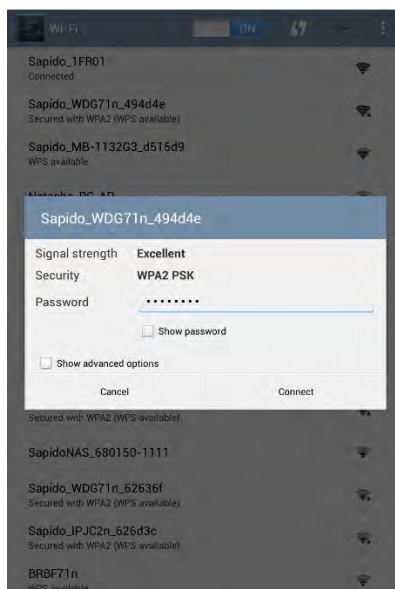 Wi-Fi ON
Sapido_1FR01
Connected
Sapido_WDG71n_494d4e
Secured with WPA2 (WPS available)
Sapido_MB-1132G3_d515d9
WPS available
Sapido_WDG71n_494d4e
Signal strength Excellent
Security WPA2 PSK
Password ••••••••
Show password
Show advanced options
Cancel Connect
Secured with WPA2 (WPS available)
SapidoNAS_680150-1111
Sapido_WDG71n_62636f
Secured with WPA2 (WPS available)
Sapido_IPJC2n_626d3c
Secured with WPA2 (WPS available)
BRBF71n
WPS available